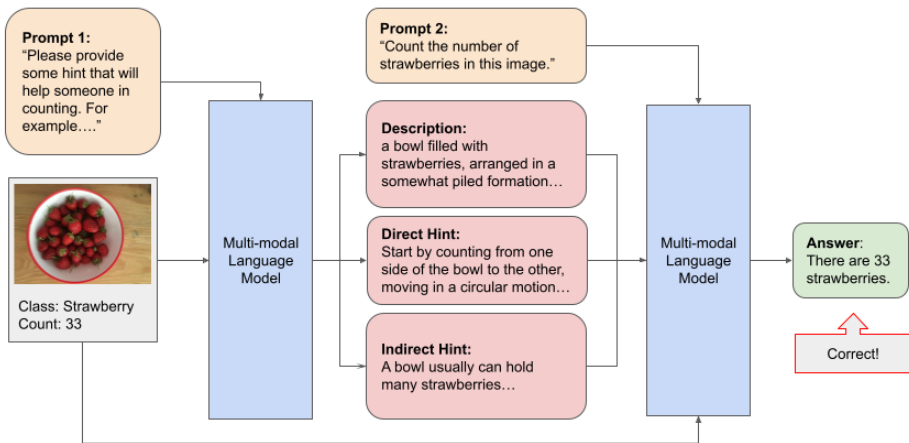 Prompt 1:
“Please provide
some hint that will
help someone in
counting. For
example….”
Class: Strawberry
Count: 33
Multi-modal
Language
Model
Prompt 2:
“Count the number of
strawberries in this image.”
Description:
a bowl filled with
strawberries, arranged in a
somewhat piled formation…
Direct Hint:
Start by counting from one
side of the bowl to the other,
moving in a circular motion…
Indirect Hint:
A bowl usually can hold
many strawberries…
Multi-modal
Language
Model
Answer:
There are 33
strawberries.
Correct!